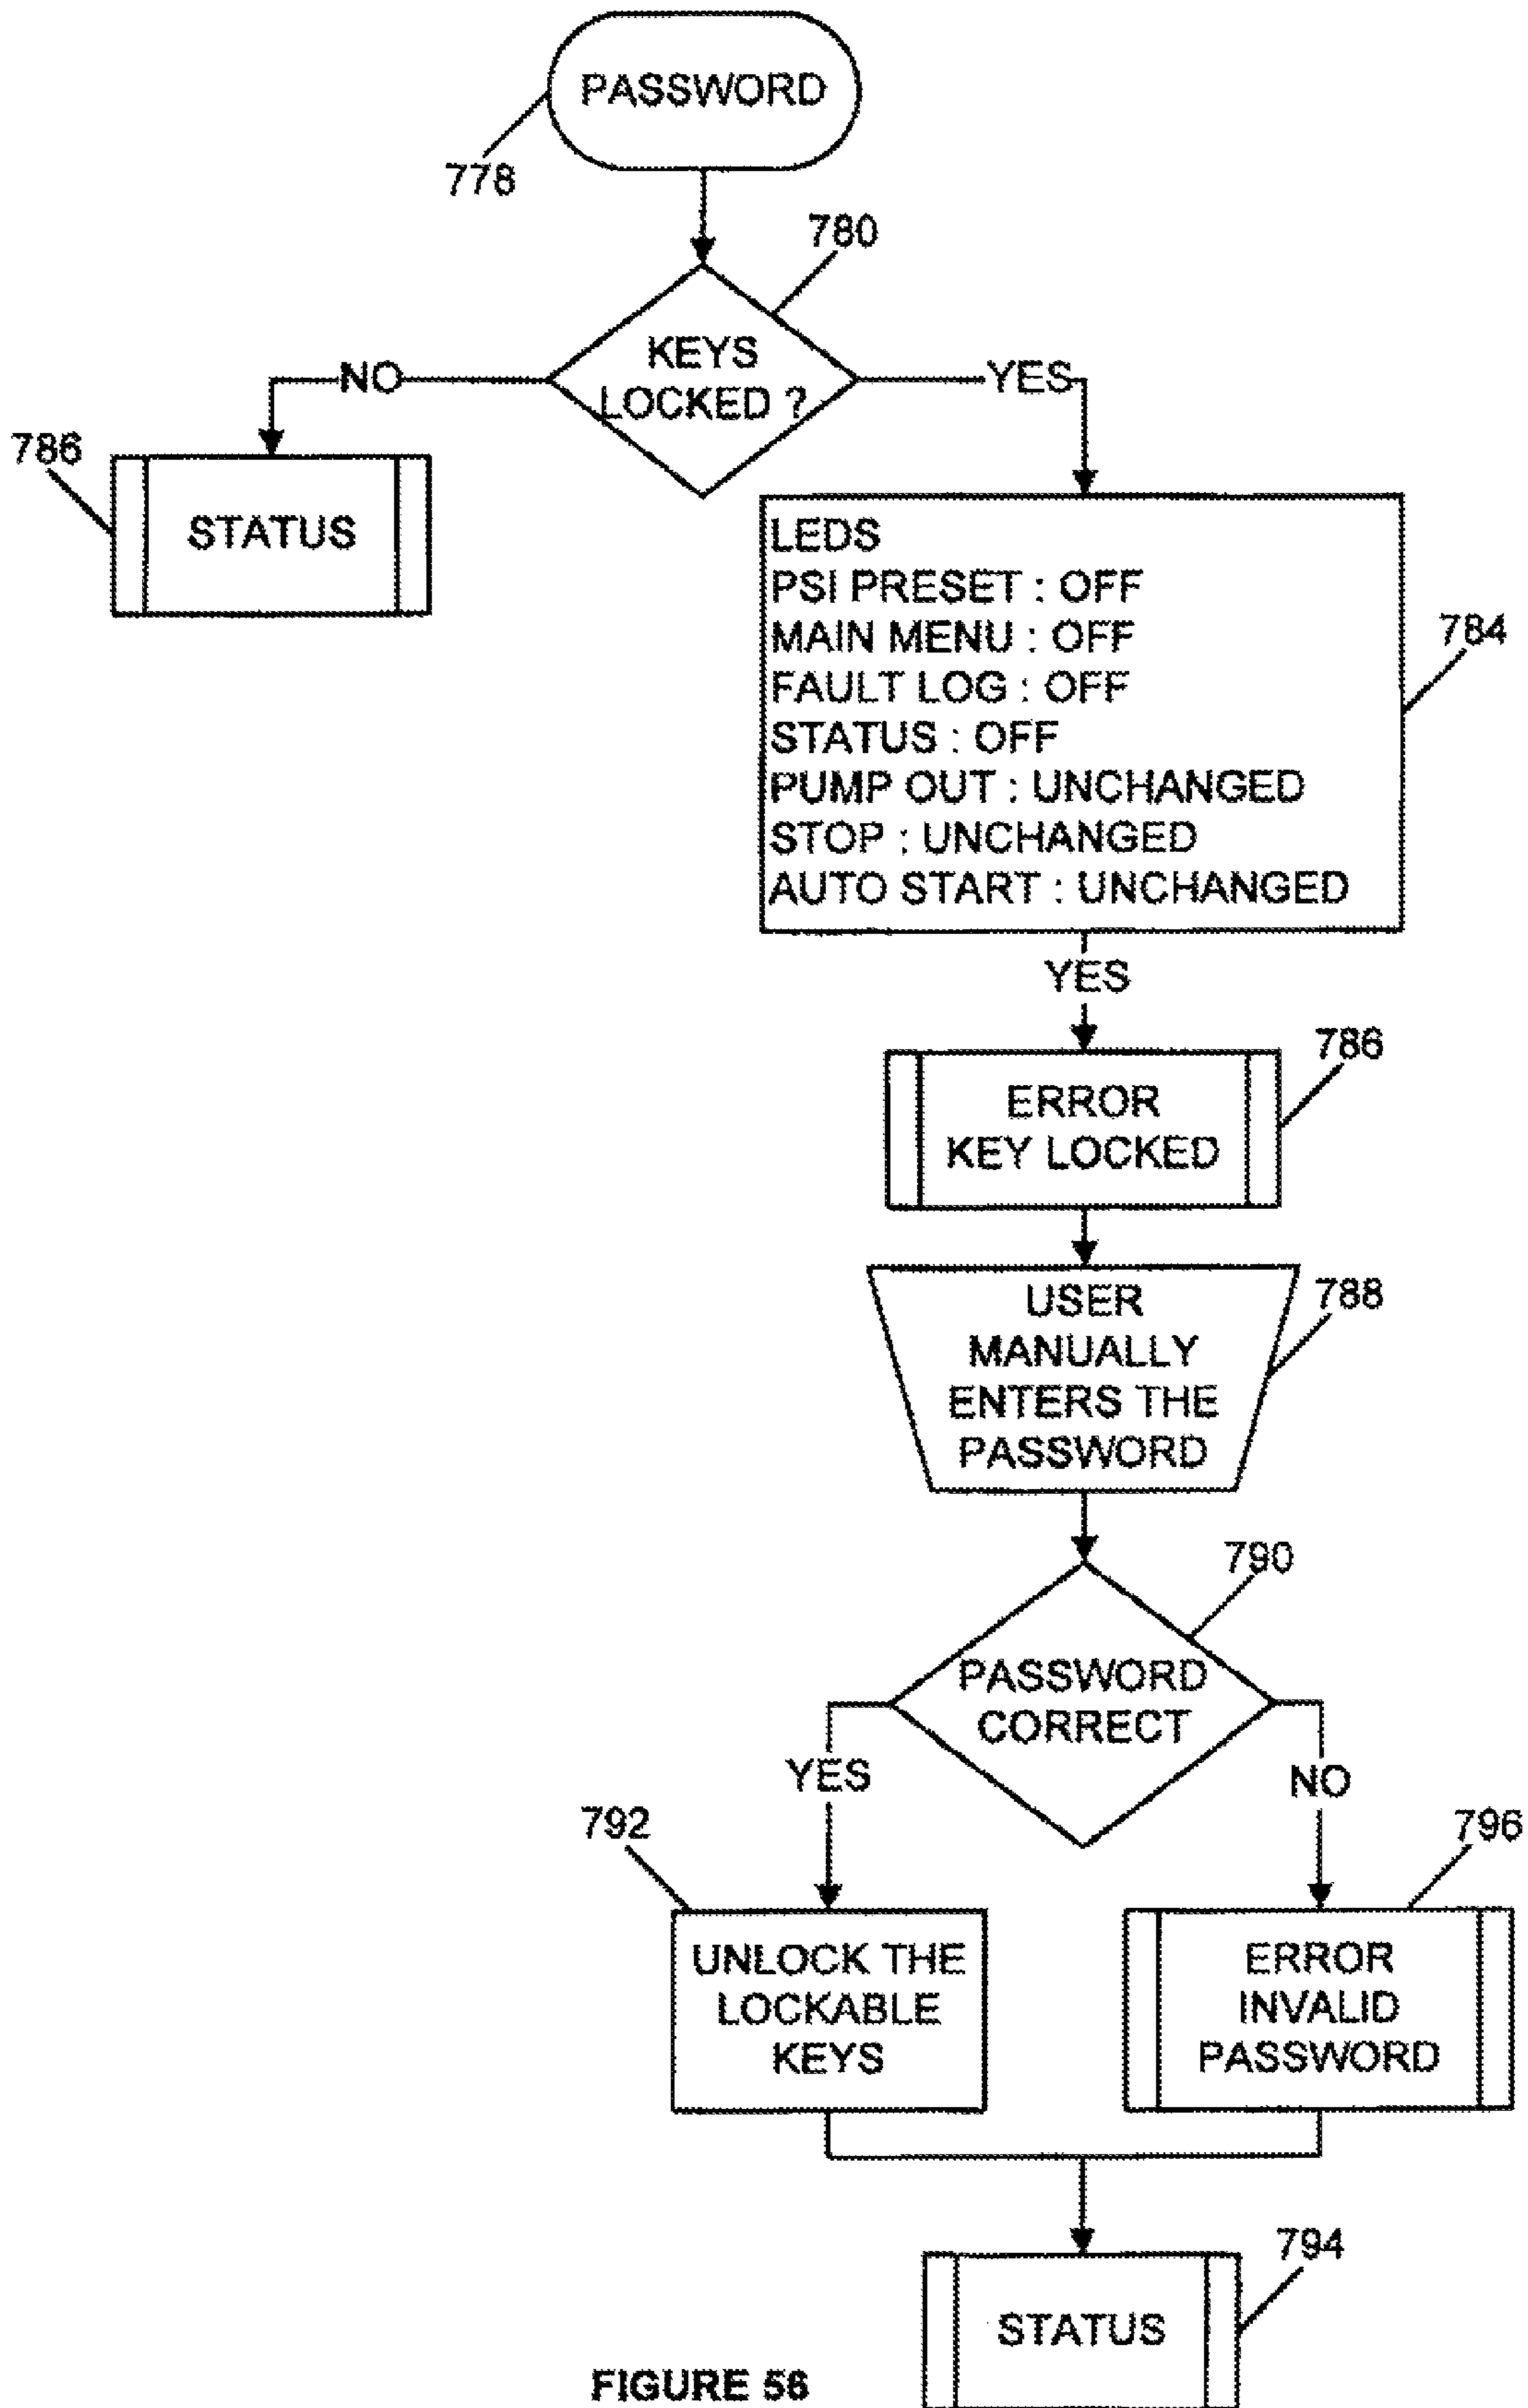 PASSWORD
778
780
KEYS
LOCKED ?
NO
YES
786
STATUS
LEDS
PSI PRESET : OFF
MAIN MENU : OFF
FAULT LOG : OFF
STATUS : OFF
PUMP OUT : UNCHANGED
STOP : UNCHANGED
AUTO START : UNCHANGED
784
YES
786
ERROR
KEY LOCKED
USER
MANUALLY
ENTERS THE
PASSWORD
788
790
PASSWORD
CORRECT
YES
NO
792
796
UNLOCK THE
LOCKABLE
KEYS
ERROR
INVALID
PASSWORD
794
STATUS
FIGURE 56